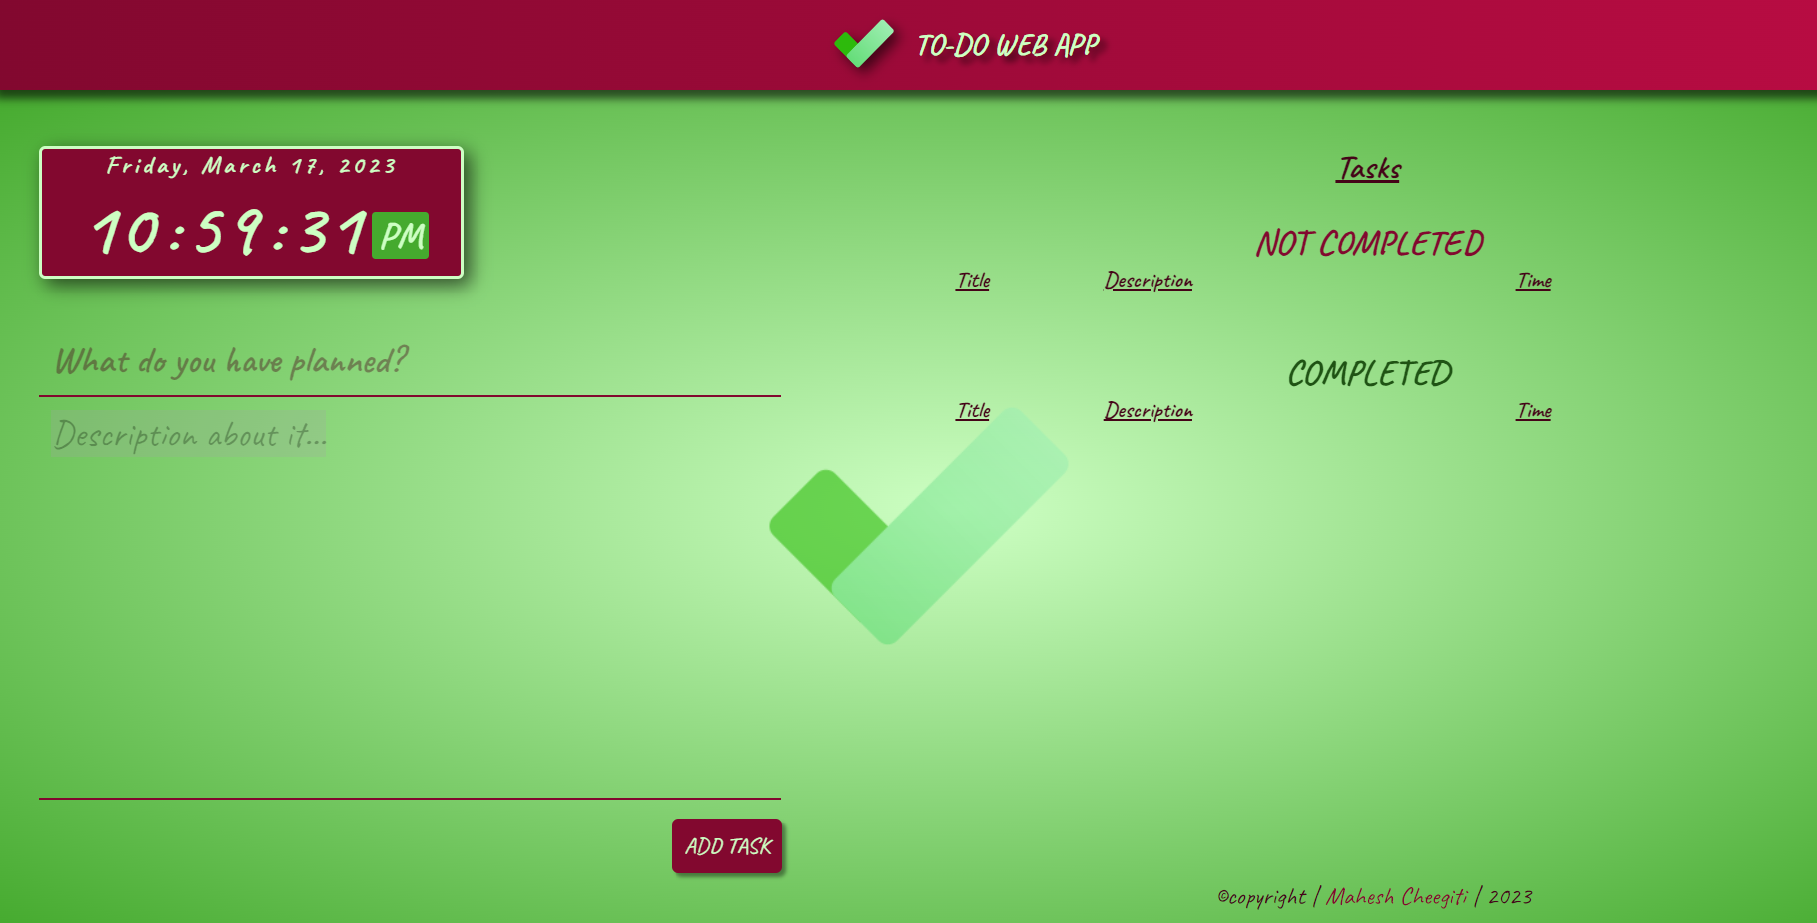 TO-DO WEB APP
Friday, March 17, 2023
10:59:31 PM
What do you have planned?
Description about it...
ADD TASK
Tasks
NOT COMPLETED
Title Description Time
COMPLETED
Title Description Time
©copyright | Mahesh Cheegiti | 2023